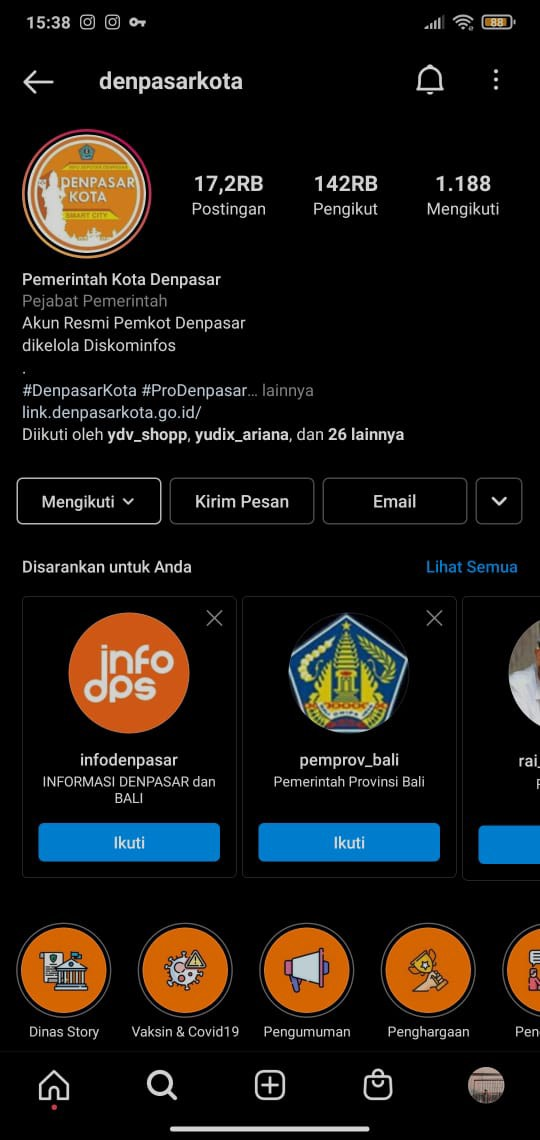 15:38
88
denpasarkota
DENPASAR
KOTA
SMART CITY
17,2RB
Postingan
142RB
Pengikut
1.188
Mengikuti
Pemerintah Kota Denpasar
Pejabat Pemerintah
Akun Resmi Pemkot Denpasar
dikelola Diskominfos
.
#DenpasarKota #ProDenpasar... lainnya
link.denpasarkota.go.id/
Diikuti oleh ydv_shopp, yudix_ariana, dan 26 lainnya
Mengikuti
Kirim Pesan
Email
Disarankan untuk Anda
Lihat Semua
info
dps
infodenpasar
INFORMASI DENPASAR dan
BALI
Ikuti
pemprov_bali
Pemerintah Provinsi Bali
Ikuti
rai_
Dinas Story
Vaksin & Covid19
Pengumuman
Penghargaan
Pen